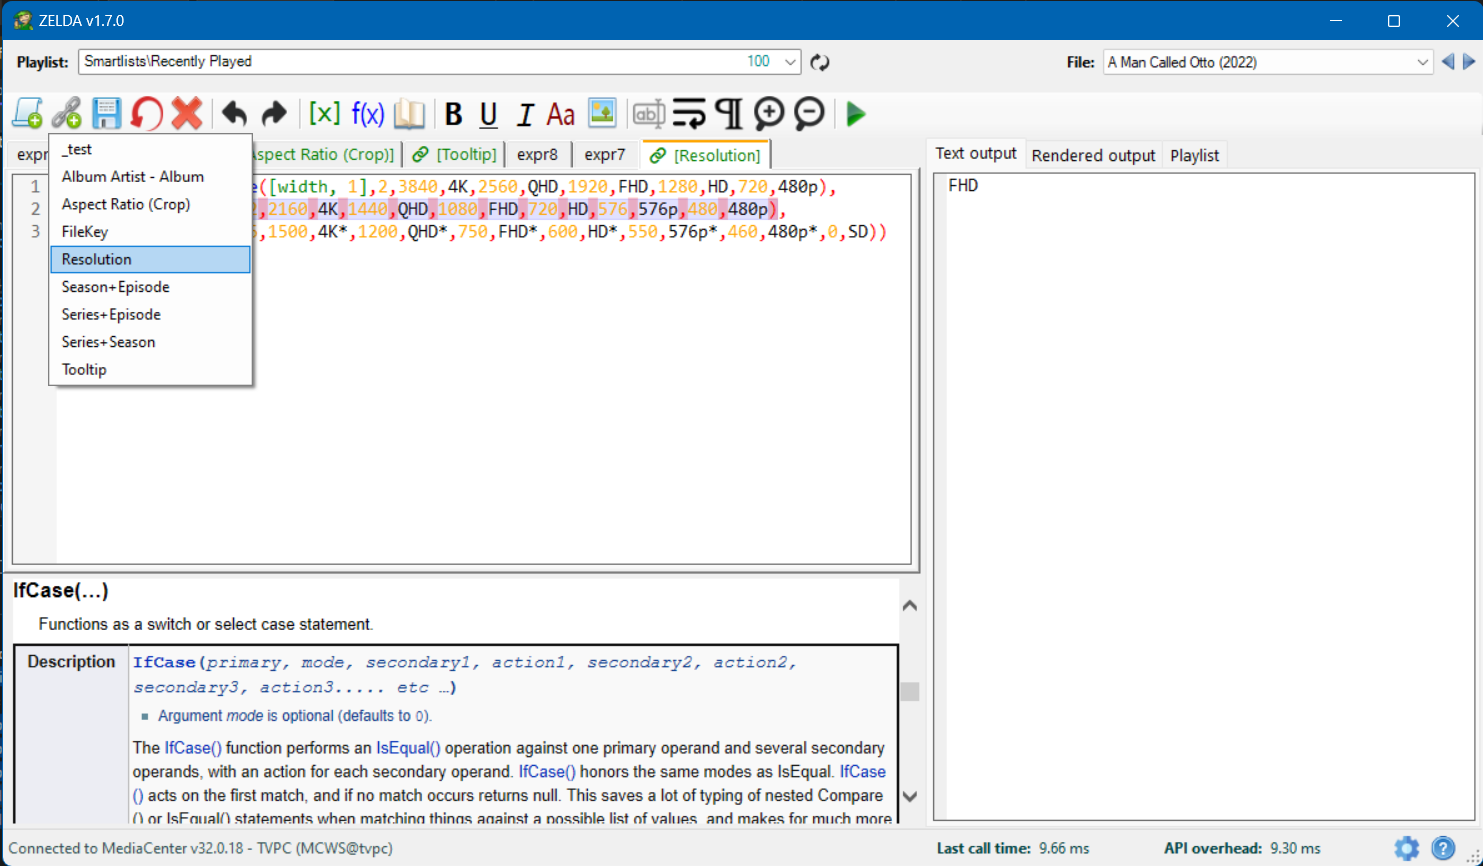 ZELDA v1.7.0
Playlist: Smartlists\Recently Played 100 File: A Man Called Otto (2022)
[x] f(x) B U I Aa ab ¶
expr Aspect Ratio (Crop)] [Tooltip] expr8 expr7 [Resolution]
_test
Album Artist - Album
Aspect Ratio (Crop)
FileKey
Resolution
Season+Episode
Series+Episode
Series+Season
Tooltip
1 e([width, 1],2,3840,4K,2560,QHD,1920,FHD,1280,HD,720,480p),
2 ,2160,4K,1440,QHD,1080,FHD,720,HD,576,576p,480,480p),
3 ,1500,4K*,1200,QHD*,750,FHD*,600,HD*,550,576p*,460,480p*,0,SD))
Text output Rendered output Playlist
FHD
IfCase(...)
Functions as a switch or select case statement.
Description IfCase(primary, mode, secondary1, action1, secondary2, action2,
secondary3, action3..... etc …)
Argument mode is optional (defaults to 0).
The IfCase() function performs an IsEqual() operation against one primary operand and several secondary
operands, with an action for each secondary operand. IfCase() honors the same modes as IsEqual. IfCase
() acts on the first match, and if no match occurs returns null. This saves a lot of typing of nested Compare
() or IsEqual() statements when matching things against a possible list of values, and makes for much more
Connected to MediaCenter v32.0.18 - TVPC (MCWS@tvpc) Last call time: 9.66 ms API overhead: 9.30 ms